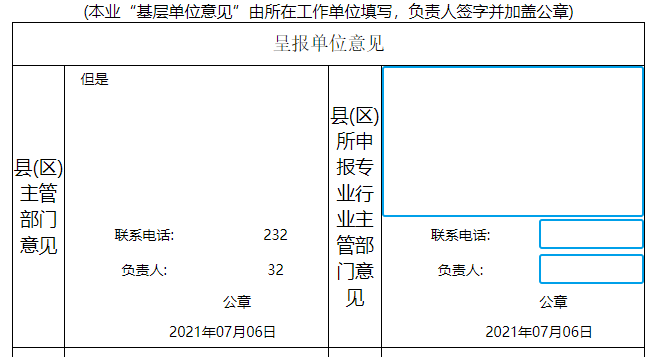 (本业“基层单位意见”由所在工作单位填写，负责人签字并加盖公章)
呈报单位意见
县(区)
主管
部门
意见
但是
联系电话:
232
负责人:
32
公章
2021年07月06日
县(区)
所申
报专
业行
业主
管部
门意
见
联系电话:
负责人:
公章
2021年07月06日